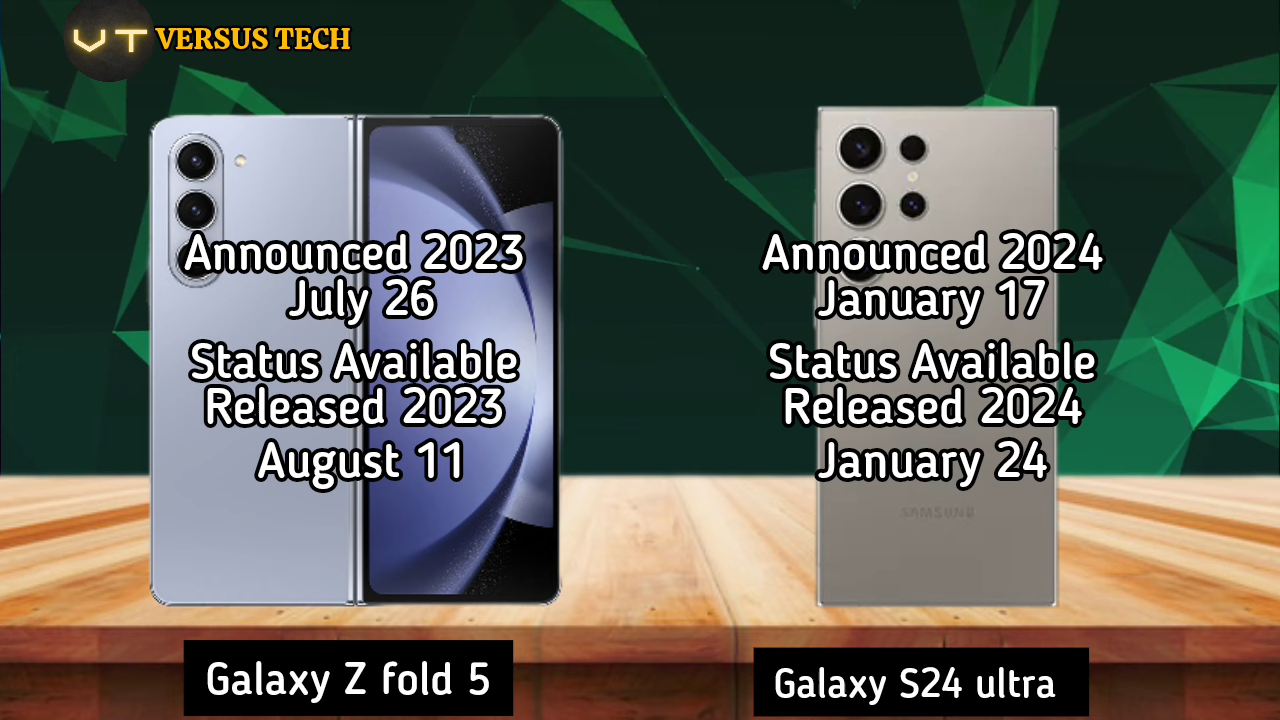 VT VERSUS TECH
Announced 2023
July 26
Status Available
Released 2023
August 11
Announced 2024
January 17
Status Available
Released 2024
January 24
SAMSUNG
Galaxy Z fold 5
Galaxy S24 ultra